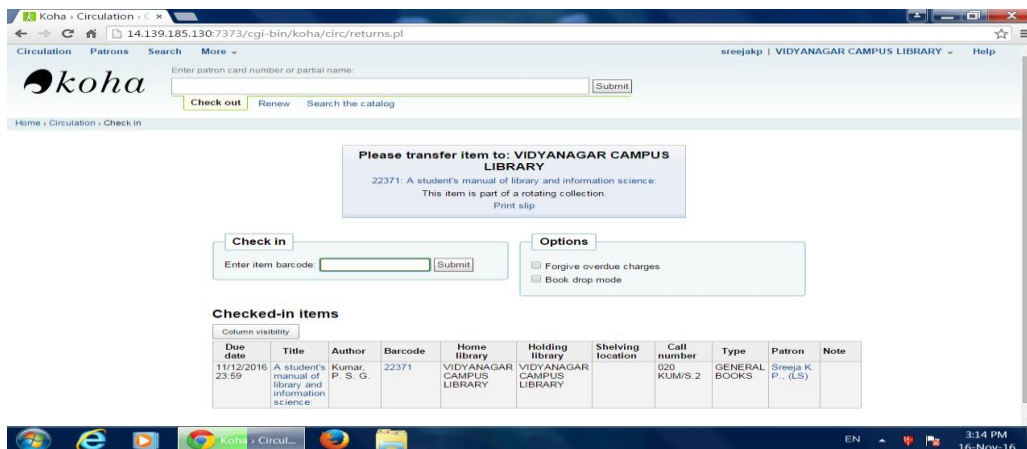 Koha › Circulation › C ×
14.139.185.130:7373/cgi-bin/koha/circ/returns.pl
Circulation Patrons Search More sreejakp | VIDYANAGAR CAMPUS LIBRARY Help
koha
Enter patron card number or partial name:
Submit
Check out Renew Search the catalog
Home › Circulation › Check in
Please transfer item to: VIDYANAGAR CAMPUS
LIBRARY
22371: A student's manual of library and information science:
This item is part of a rotating collection.
Print slip
Check in
Enter item barcode: Submit
Options
Forgive overdue charges
Book drop mode
Checked-in items
Column visibility
Due date Title Author Barcode Home library Holding library Shelving location Call number Type Patron Note
11/12/2016 A student's Kumar, 22371 VIDYANAGAR VIDYANAGAR 020 GENERAL Sreeja K.
23:59 manual of P. S. G. CAMPUS CAMPUS KUM/S.2 BOOKS P., (LS)
library and LIBRARY LIBRARY
information
science:
Koha › Circul... EN 3:14 PM
16-Nov-16